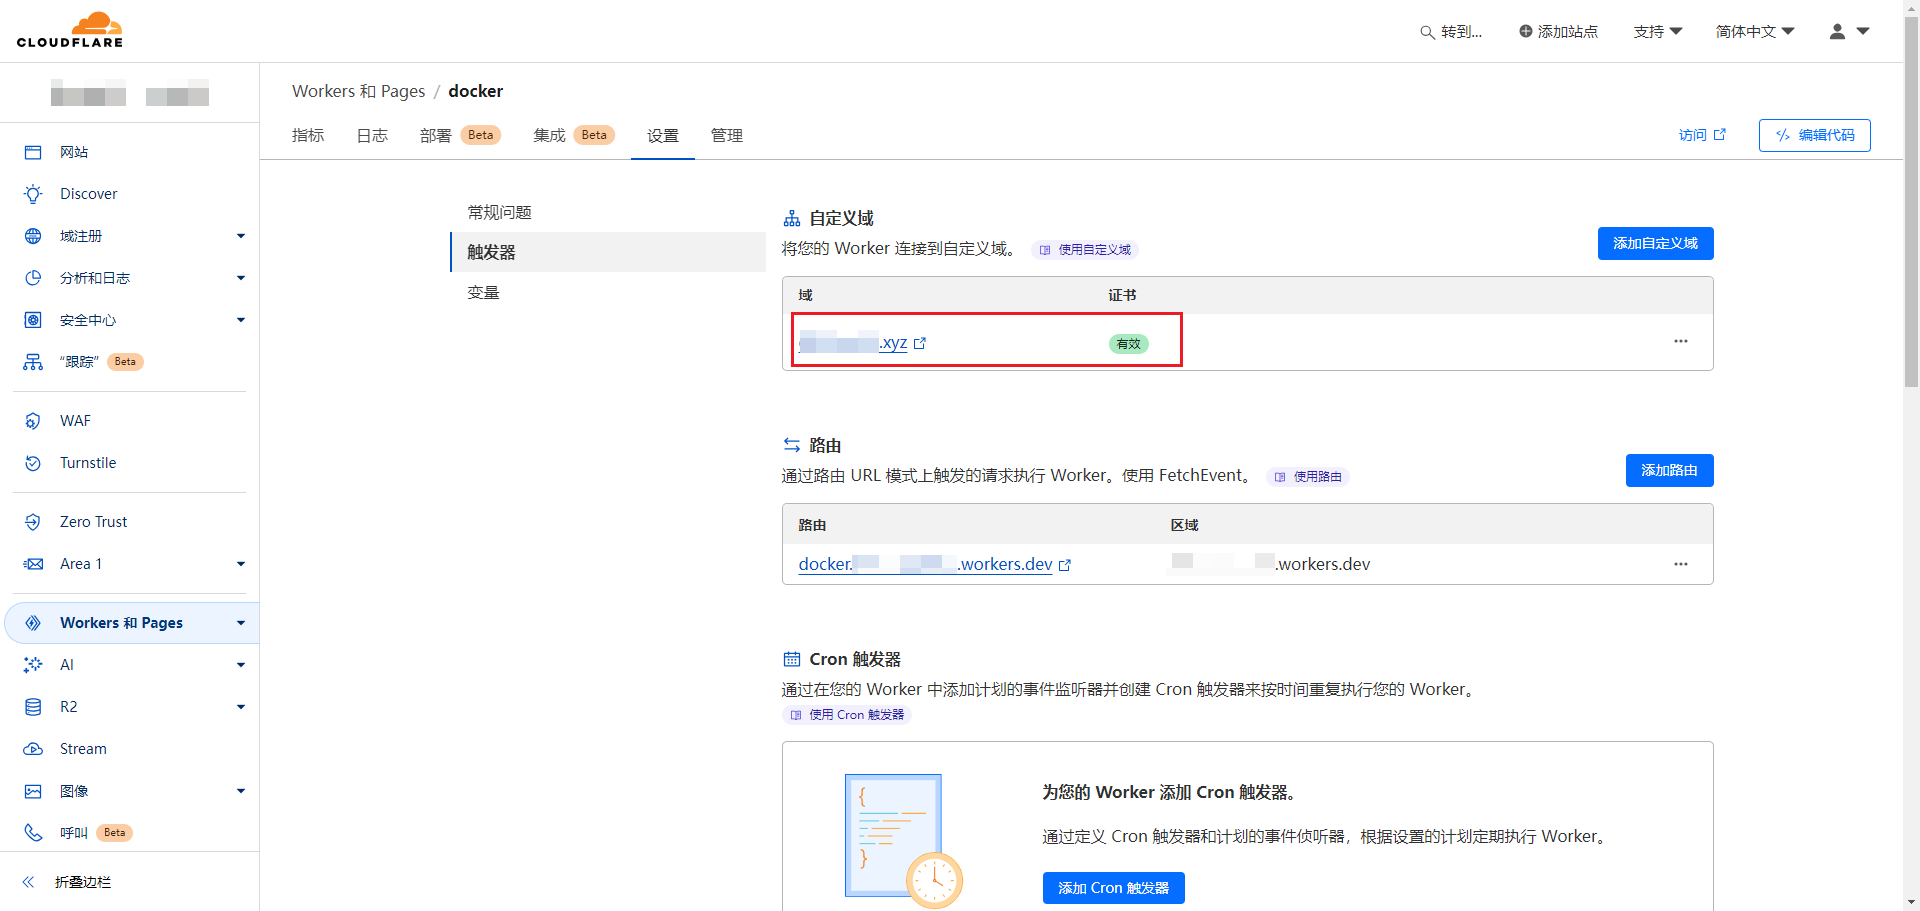 CLOUDFLARE
转到...
添加站点
支持
简体中文
网站
Discover
域注册
分析和日志
安全中心
“跟踪” Beta
WAF
Turnstile
Zero Trust
Area 1
Workers 和 Pages
AI
R2
Stream
图像
呼叫 Beta
折叠边栏
Workers 和 Pages / docker
指标 日志 部署 Beta 集成 Beta 设置 管理
访问
编辑代码
常规问题
触发器
变量
自定义域
将您的 Worker 连接到自定义域。 使用自定义域
添加自定义域
域 证书
.xyz 有效
路由
通过路由 URL 模式上触发的请求执行 Worker。使用 FetchEvent。 使用路由
添加路由
路由 区域
docker. .workers.dev .workers.dev
Cron 触发器
通过在您的 Worker 中添加计划的事件监听器并创建 Cron 触发器来按时间重复执行您的 Worker。
使用 Cron 触发器
为您的 Worker 添加 Cron 触发器。
通过定义 Cron 触发器和计划的事件侦听器，根据设置的计划定期执行 Worker。
添加 Cron 触发器